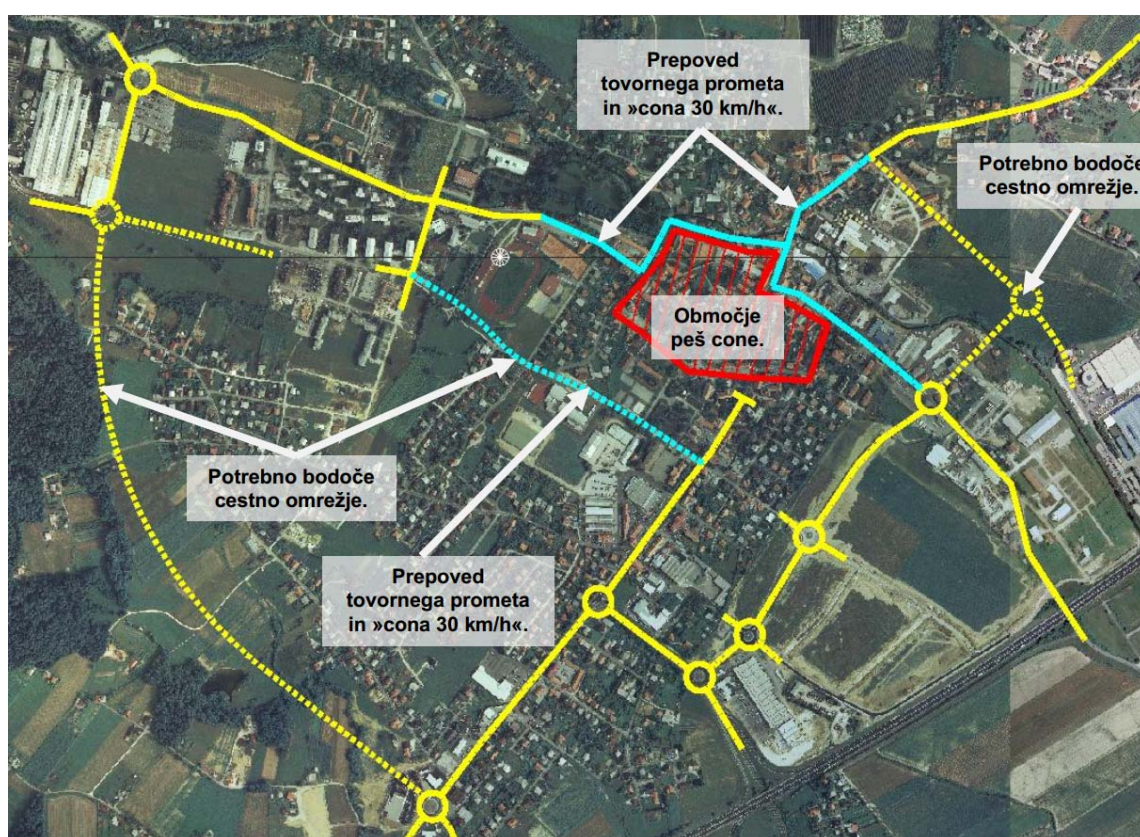 Prepoved
tovornega prometa
in »cona 30 km/h«.
Potrebno bodoče
cestno omrežje.
Območje
peš cone.
Potrebno bodoče
cestno omrežje.
Prepoved
tovornega prometa
in »cona 30 km/h«.